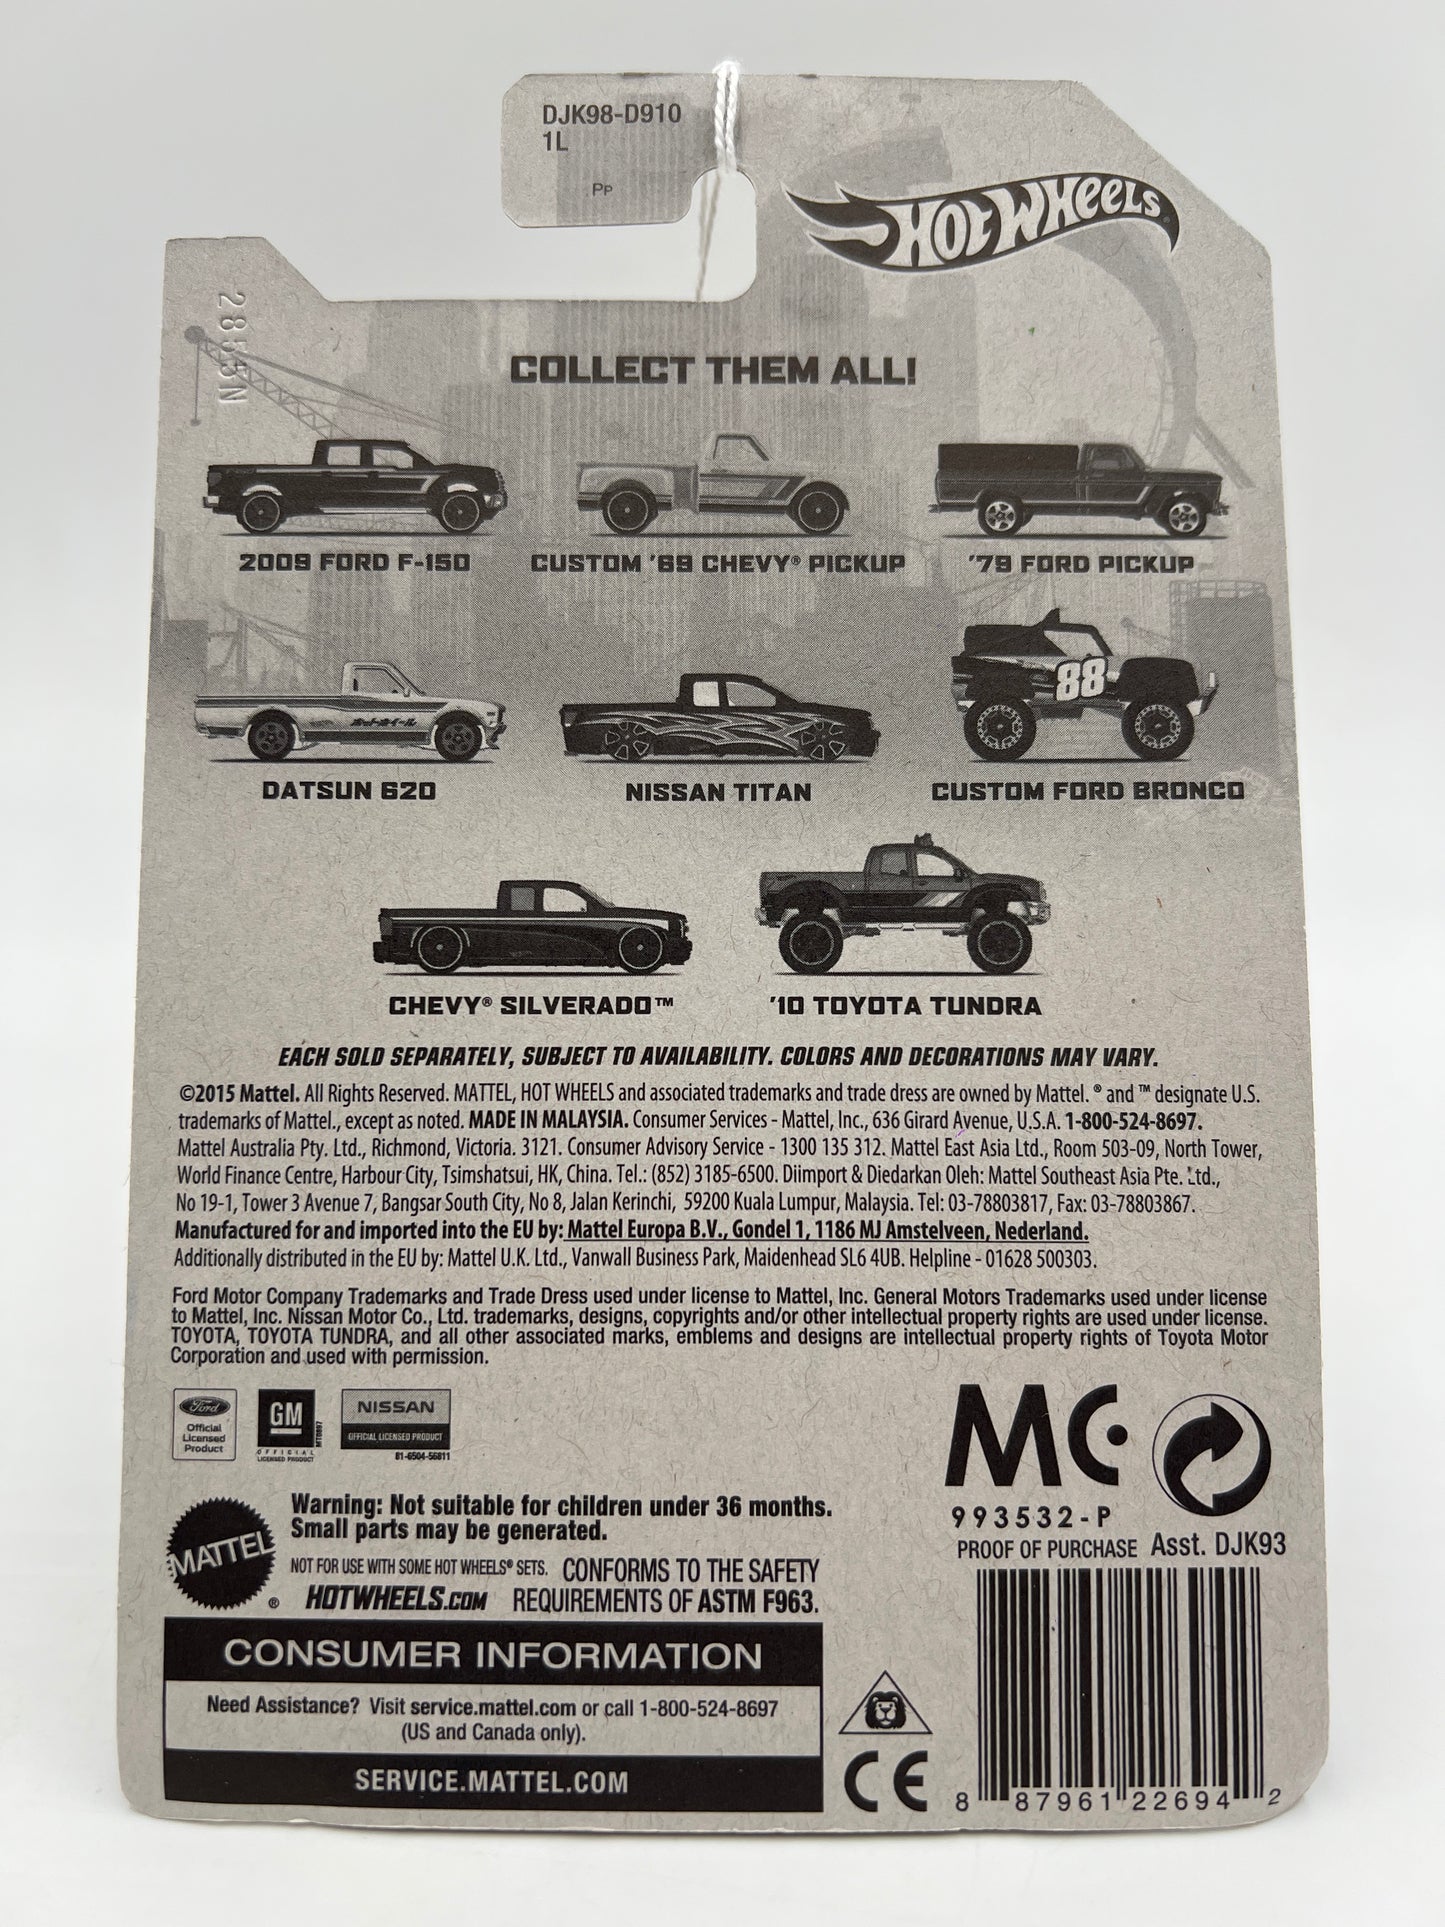 DJK98-D910
1L
PP
HOT WHEELS®
COLLECT THEM ALL!
2009 FORD F-150
CUSTOM '69 CHEVY® PICKUP
'79 FORD PICKUP
ホットホイール
88
DATSUN 620
NISSAN TITAN
CUSTOM FORD BRONCO
CHEVY® SILVERADO™
'10 TOYOTA TUNDRA
EACH SOLD SEPARATELY, SUBJECT TO AVAILABILITY. COLORS AND DECORATIONS MAY VARY.
©2015 Mattel. All Rights Reserved. MATTEL, HOT WHEELS and associated trademarks and trade dress are owned by Mattel. ® and ™ designate U.S.
trademarks of Mattel., except as noted. MADE IN MALAYSIA. Consumer Services - Mattel, Inc., 636 Girard Avenue, U.S.A. 1-800-524-8697.
Mattel Australia Pty. Ltd., Richmond, Victoria. 3121. Consumer Advisory Service - 1300 135 312. Mattel East Asia Ltd., Room 503-09, North Tower,
World Finance Centre, Harbour City, Tsimshatsui, HK, China. Tel.: (852) 3185-6500. Diimport & Diedarkan Oleh: Mattel Southeast Asia Pte. Ltd.,
No 19-1, Tower 3 Avenue 7, Bangsar South City, No 8, Jalan Kerinchi, 59200 Kuala Lumpur, Malaysia. Tel: 03-78803817, Fax: 03-78803867.
Manufactured for and imported into the EU by: Mattel Europa B.V., Gondel 1, 1186 MJ Amstelveen, Nederland.
Additionally distributed in the EU by: Mattel U.K. Ltd., Vanwall Business Park, Maidenhead SL6 4UB. Helpline - 01628 500303.
Ford Motor Company Trademarks and Trade Dress used under license to Mattel, Inc. General Motors Trademarks used under license
to Mattel, Inc. Nissan Motor Co., Ltd. trademarks, designs, copyrights and/or other intellectual property rights are used under license.
TOYOTA, TOYOTA TUNDRA, and all other associated marks, emblems and designs are intellectual property rights of Toyota Motor
Corporation and used with permission.
Ford
Official
Licensed
Product
GM
OFFICIAL
LICENSED PRODUCT
NISSAN
OFFICIAL LICENSED PRODUCT
81-6504-56811
MC
993532-P
PROOF OF PURCHASE Asst. DJK93
MATTEL®
Warning: Not suitable for children under 36 months.
Small parts may be generated.
NOT FOR USE WITH SOME HOT WHEELS® SETS. CONFORMS TO THE SAFETY
HOTWHEELS.COM REQUIREMENTS OF ASTM F963.
CONSUMER INFORMATION
Need Assistance? Visit service.mattel.com or call 1-800-524-8697
(US and Canada only).
SERVICE.MATTEL.COM
CE
8 87961 22694 2